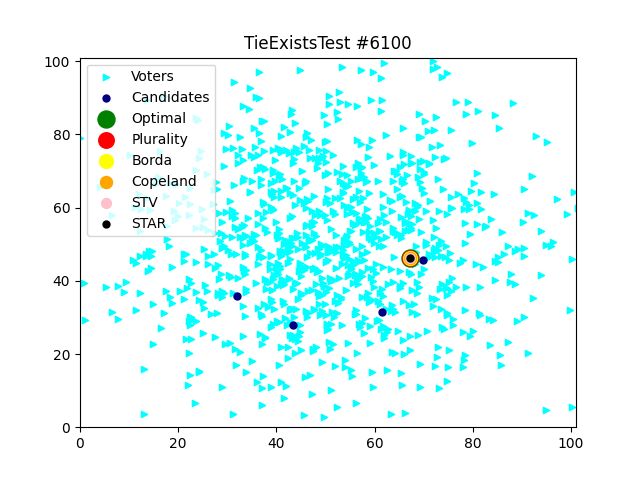 TieExistsTest #6100
100
80
60
40
20
0
Voters
Candidates
Optimal
Plurality
Borda
Copeland
STV
STAR
0 20 40 60 80 100